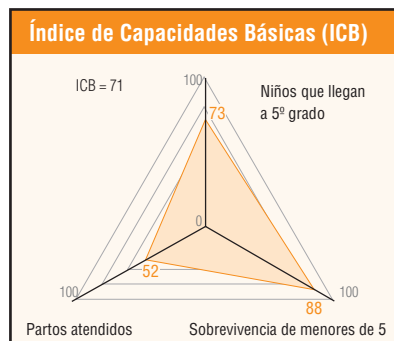 Índice de Capacidades Básicas (ICB)
100
ICB = 71
Niños que llegan
a 5º grado
73
0
52
100
100
88
Partos atendidos
Sobrevivencia de menores de 5